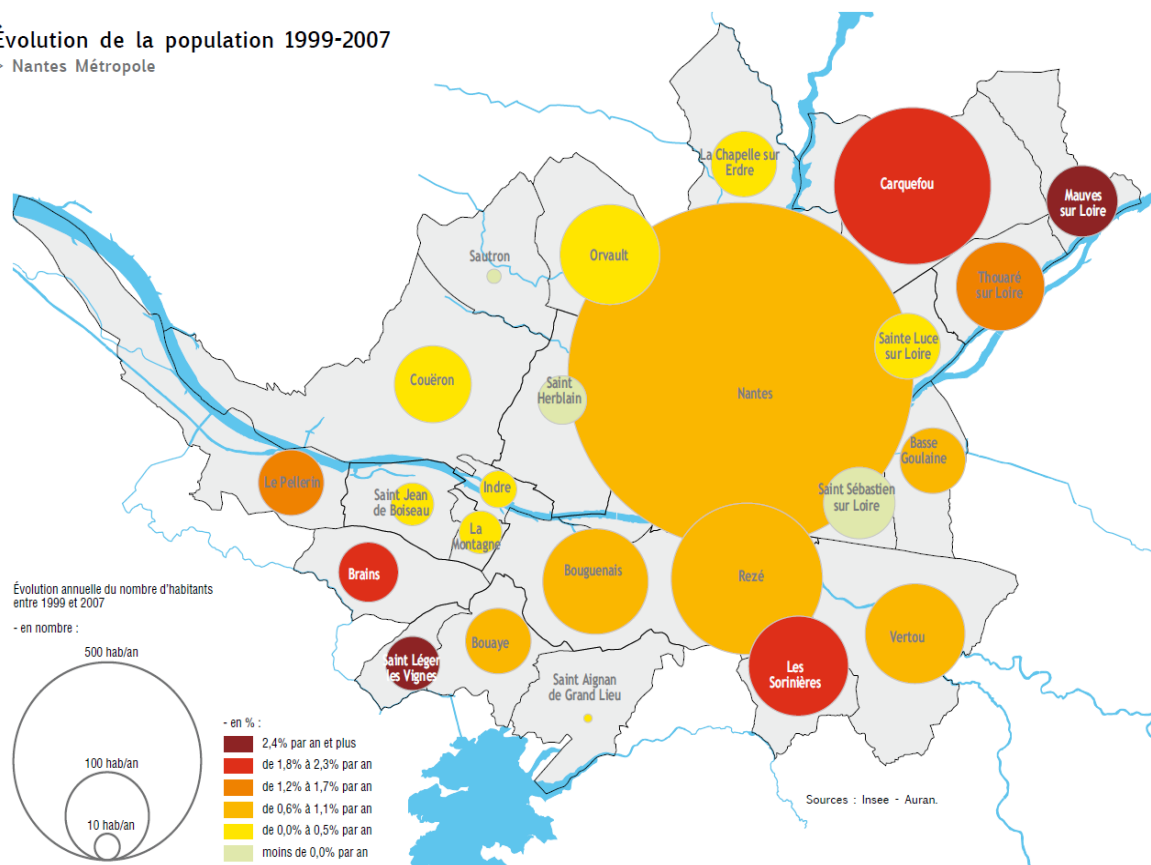 Évolution de la population 1999-2007
> Nantes Métropole
La Chapelle sur
Erdre
Carquefou
Mauves
sur Loire
Orvault
Sautron
Thouaré
sur Loire
Sainte Luce
sur Loire
Couëron
Saint
Herblain
Nantes
Basse
Goulaine
Le Pellerin
Saint Jean
de Boiseau
Indre
Saint Sébastien
sur Loire
La
Montagne
Brains
Bouguenais
Rezé
Vertou
Bouaye
Saint Léger
les Vignes
Saint Aignan
de Grand Lieu
Les
Sorinières
Évolution annuelle du nombre d'habitants
entre 1999 et 2007
- en nombre :
500 hab/an
100 hab/an
10 hab/an
- en % :
2,4% par an et plus
de 1,8% à 2,3% par an
de 1,2% à 1,7% par an
de 0,6% à 1,1% par an
de 0,0% à 0,5% par an
moins de 0,0% par an
Sources : Insee - Auran.